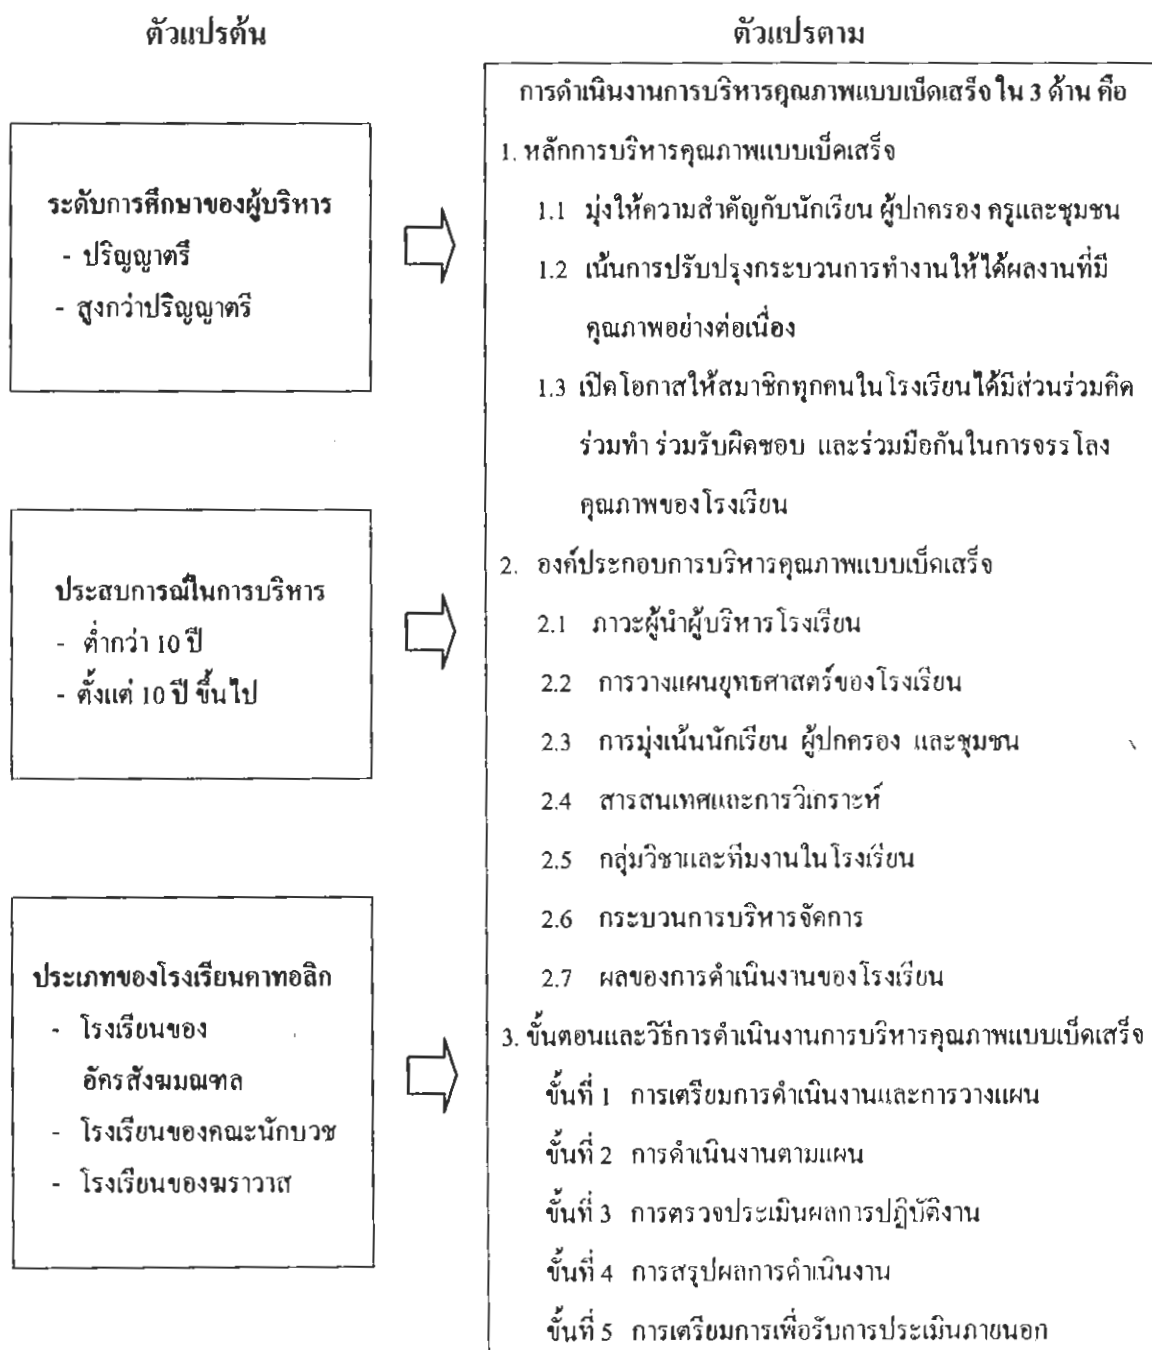 ตัวแปรต้น
ระดับการศึกษาของผู้บริหาร
- ปริญญาตรี
- สูงกว่าปริญญาตรี
ประสบการณ์ในการบริหาร
- ต่ำกว่า 10 ปี
- ตั้งแต่ 10 ปี ขึ้นไป
ประเภทของโรงเรียนคาทอลิก
- โรงเรียนของ
อัครสังฆมณฑล
- โรงเรียนของคณะนักบวช
- โรงเรียนของฆราวาส
ตัวแปรตาม
การดำเนินงานการบริหารคุณภาพแบบเบ็ดเสร็จ ใน 3 ด้าน คือ
1. หลักการบริหารคุณภาพแบบเบ็ดเสร็จ
1.1 มุ่งให้ความสำคัญกับนักเรียน ผู้ปกครอง ครูและชุมชน
1.2 เน้นการปรับปรุงกระบวนการทำงานให้ได้ผลงานที่มี
คุณภาพอย่างต่อเนื่อง
1.3 เปิดโอกาสให้สมาชิกทุกคนในโรงเรียนได้มีส่วนร่วมคิด
ร่วมทำ ร่วมรับผิดชอบ และร่วมมือกันในการจรรโลง
คุณภาพของโรงเรียน
2. องค์ประกอบการบริหารคุณภาพแบบเบ็ดเสร็จ
2.1 ภาวะผู้นำผู้บริหารโรงเรียน
2.2 การวางแผนยุทธศาสตร์ของโรงเรียน
2.3 การมุ่งเน้นนักเรียน ผู้ปกครอง และชุมชน
2.4 สารสนเทศและการวิเคราะห์
2.5 กลุ่มวิชาและทีมงานในโรงเรียน
2.6 กระบวนการบริหารจัดการ
2.7 ผลของการดำเนินงานของโรงเรียน
3. ขั้นตอนและวิธีการดำเนินงานการบริหารคุณภาพแบบเบ็ดเสร็จ
ขั้นที่ 1 การเตรียมการดำเนินงานและการวางแผน
ขั้นที่ 2 การดำเนินงานตามแผน
ขั้นที่ 3 การตรวจประเมินผลการปฏิบัติงาน
ขั้นที่ 4 การสรุปผลการดำเนินงาน
ขั้นที่ 5 การเตรียมการเพื่อรับการประเมินภายนอก